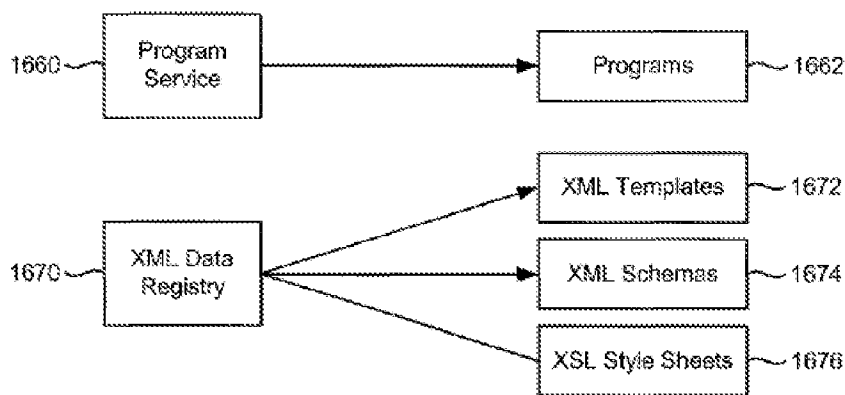 1660
Program
Service
Programs
1662
XML Templates
1672
1670
XML Data
Registry
XML Schemas
1674
XSL Style Sheets
1676